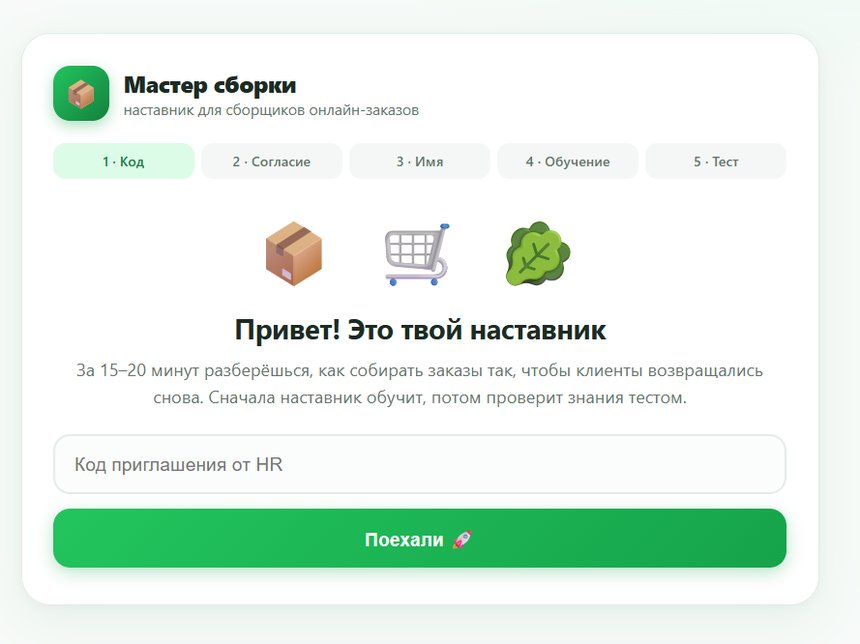 Мастер сборки
наставник для сборщиков онлайн-заказов
1 · Код
2 · Согласие
3 · Имя
4 · Обучение
5 · Тест
Привет! Это твой наставник
За 15–20 минут разберёшься, как собирать заказы так, чтобы клиенты возвращались
снова. Сначала наставник обучит, потом проверит знания тестом.
Код приглашения от HR
Поехали 🚀